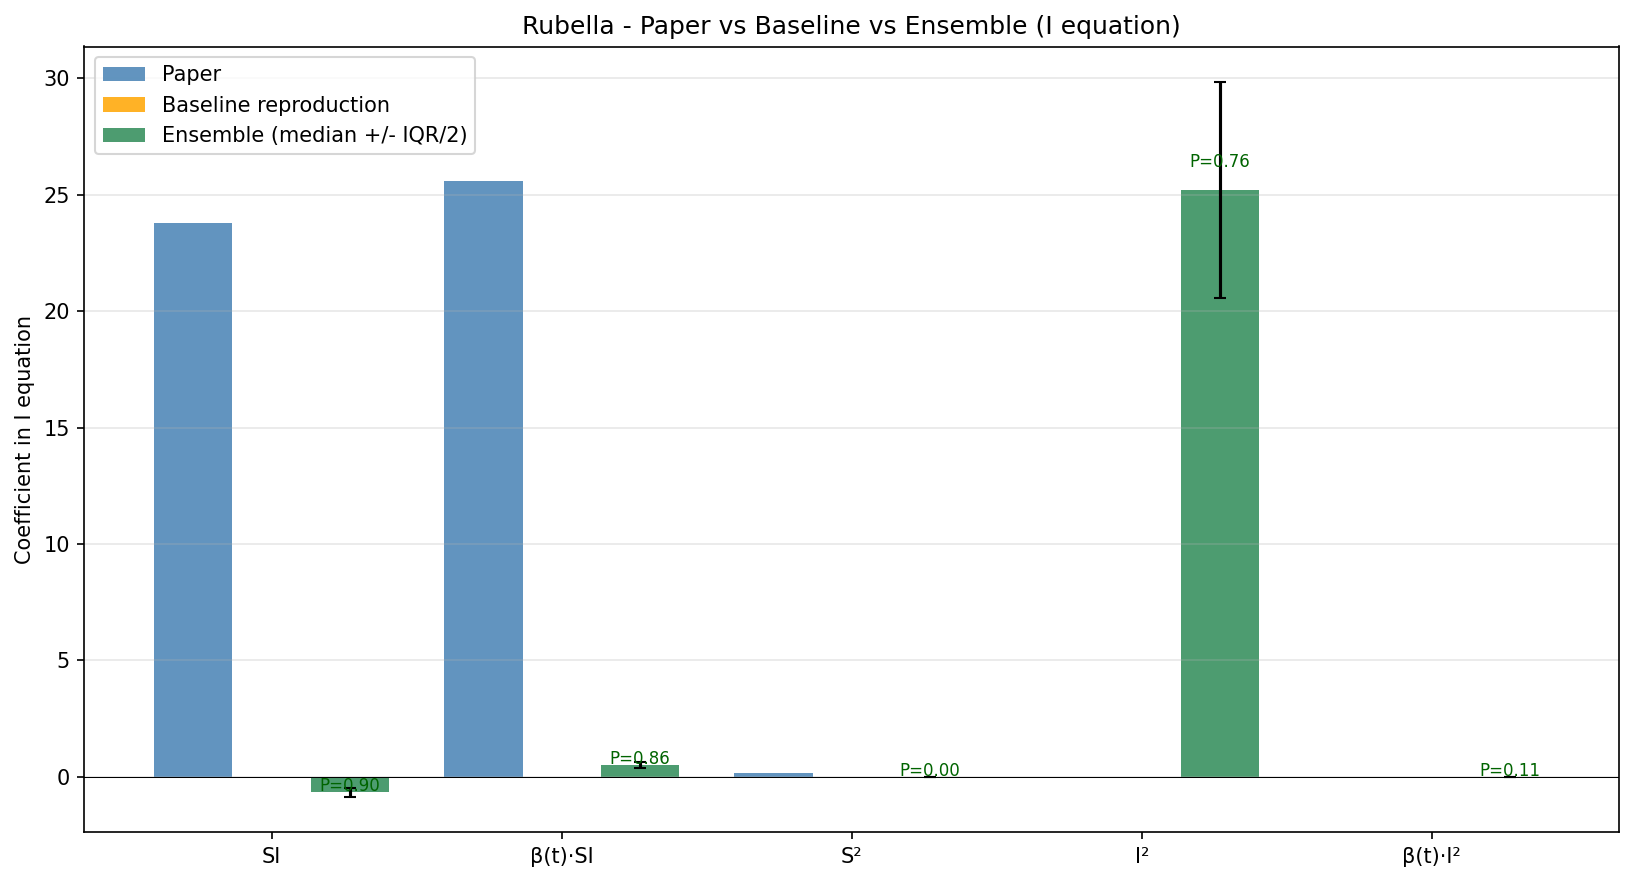 Rubella - Paper vs Baseline vs Ensemble (I equation)
Paper
Baseline reproduction
Ensemble (median +/- IQR/2)
Coefficient in I equation
30
25
20
15
10
5
0
P=0.90
P=0.86
P=0.00
P=0.76
P=0.11
SI
β(t)·SI
S²
I²
β(t)·I²